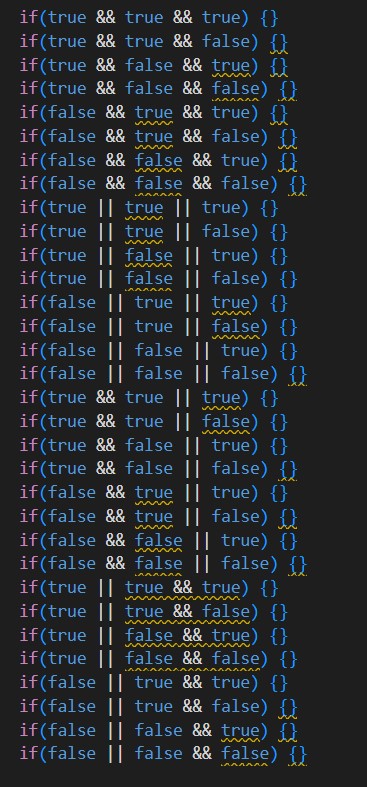 if(true && true && true) {}
if(true && true && false) {}
if(true && false && true) {}
if(true && false && false) {}
if(false && true && true) {}
if(false && true && false) {}
if(false && false && true) {}
if(false && false && false) {}
if(true || true || true) {}
if(true || true || false) {}
if(true || false || true) {}
if(true || false || false) {}
if(false || true || true) {}
if(false || true || false) {}
if(false || false || true) {}
if(false || false || false) {}
if(true && true || true) {}
if(true && true || false) {}
if(true && false || true) {}
if(true && false || false) {}
if(false && true || true) {}
if(false && true || false) {}
if(false && false || true) {}
if(false && false || false) {}
if(true || true && true) {}
if(true || true && false) {}
if(true || false && true) {}
if(true || false && false) {}
if(false || true && true) {}
if(false || true && false) {}
if(false || false && true) {}
if(false || false && false) {}